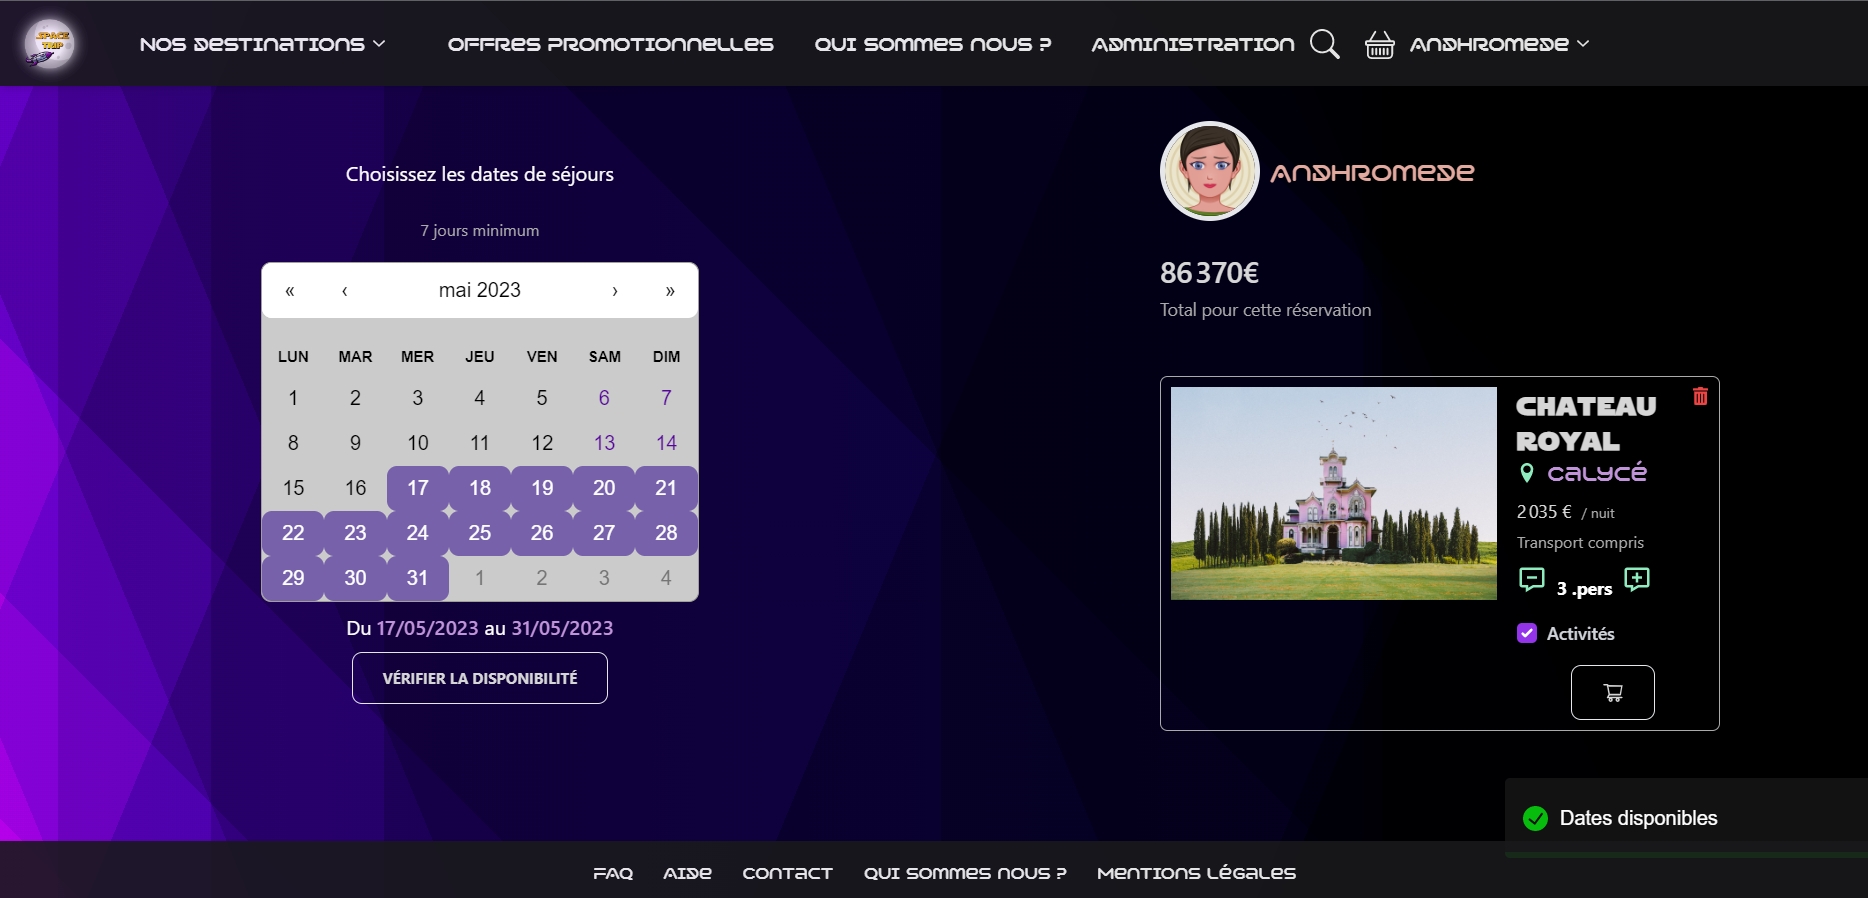 SPACE
TRIP
NOS DESTINATIONS
OFFRES PROMOTIONNELLES
QUI SOMMES NOUS ?
ADMINISTRATION
ANDHROMEDE
Choisissez les dates de séjours
7 jours minimum
« ‹ mai 2023 › »
LUN MAR MER JEU VEN SAM DIM
1 2 3 4 5 6 7
8 9 10 11 12 13 14
15 16 17 18 19 20 21
22 23 24 25 26 27 28
29 30 31 1 2 3 4
Du 17/05/2023 au 31/05/2023
VÉRIFIER LA DISPONIBILITÉ
ANDHROMEDE
86 370€
Total pour cette réservation
CHATEAU
ROYAL
CALYCÉ
2 035 € / nuit
Transport compris
3 .pers
Activités
Dates disponibles
FAQ
AIDE
CONTACT
QUI SOMMES NOUS ?
MENTIONS LÉGALES